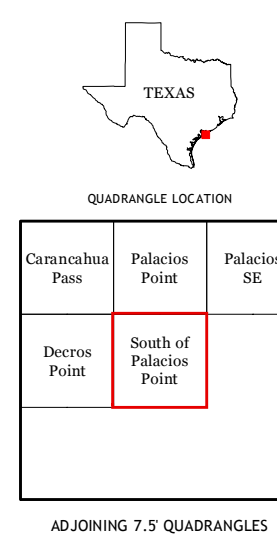 TEXAS
QUADRANGLE LOCATION
Carancahua
Pass
Palacios
Point
Palacios
SE
Decros
Point
South of
Palacios
Point
ADJOINING 7.5' QUADRANGLES